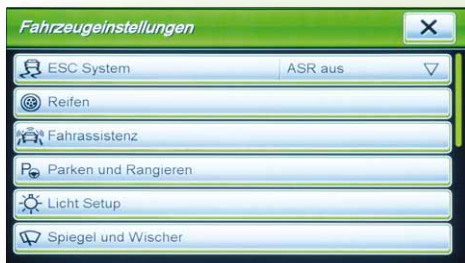 Fahrzeugeinstellungen
ESC System ASR aus
Reifen
Fahrassistenz
Parken und Rangieren
Licht Setup
Spiegel und Wischer